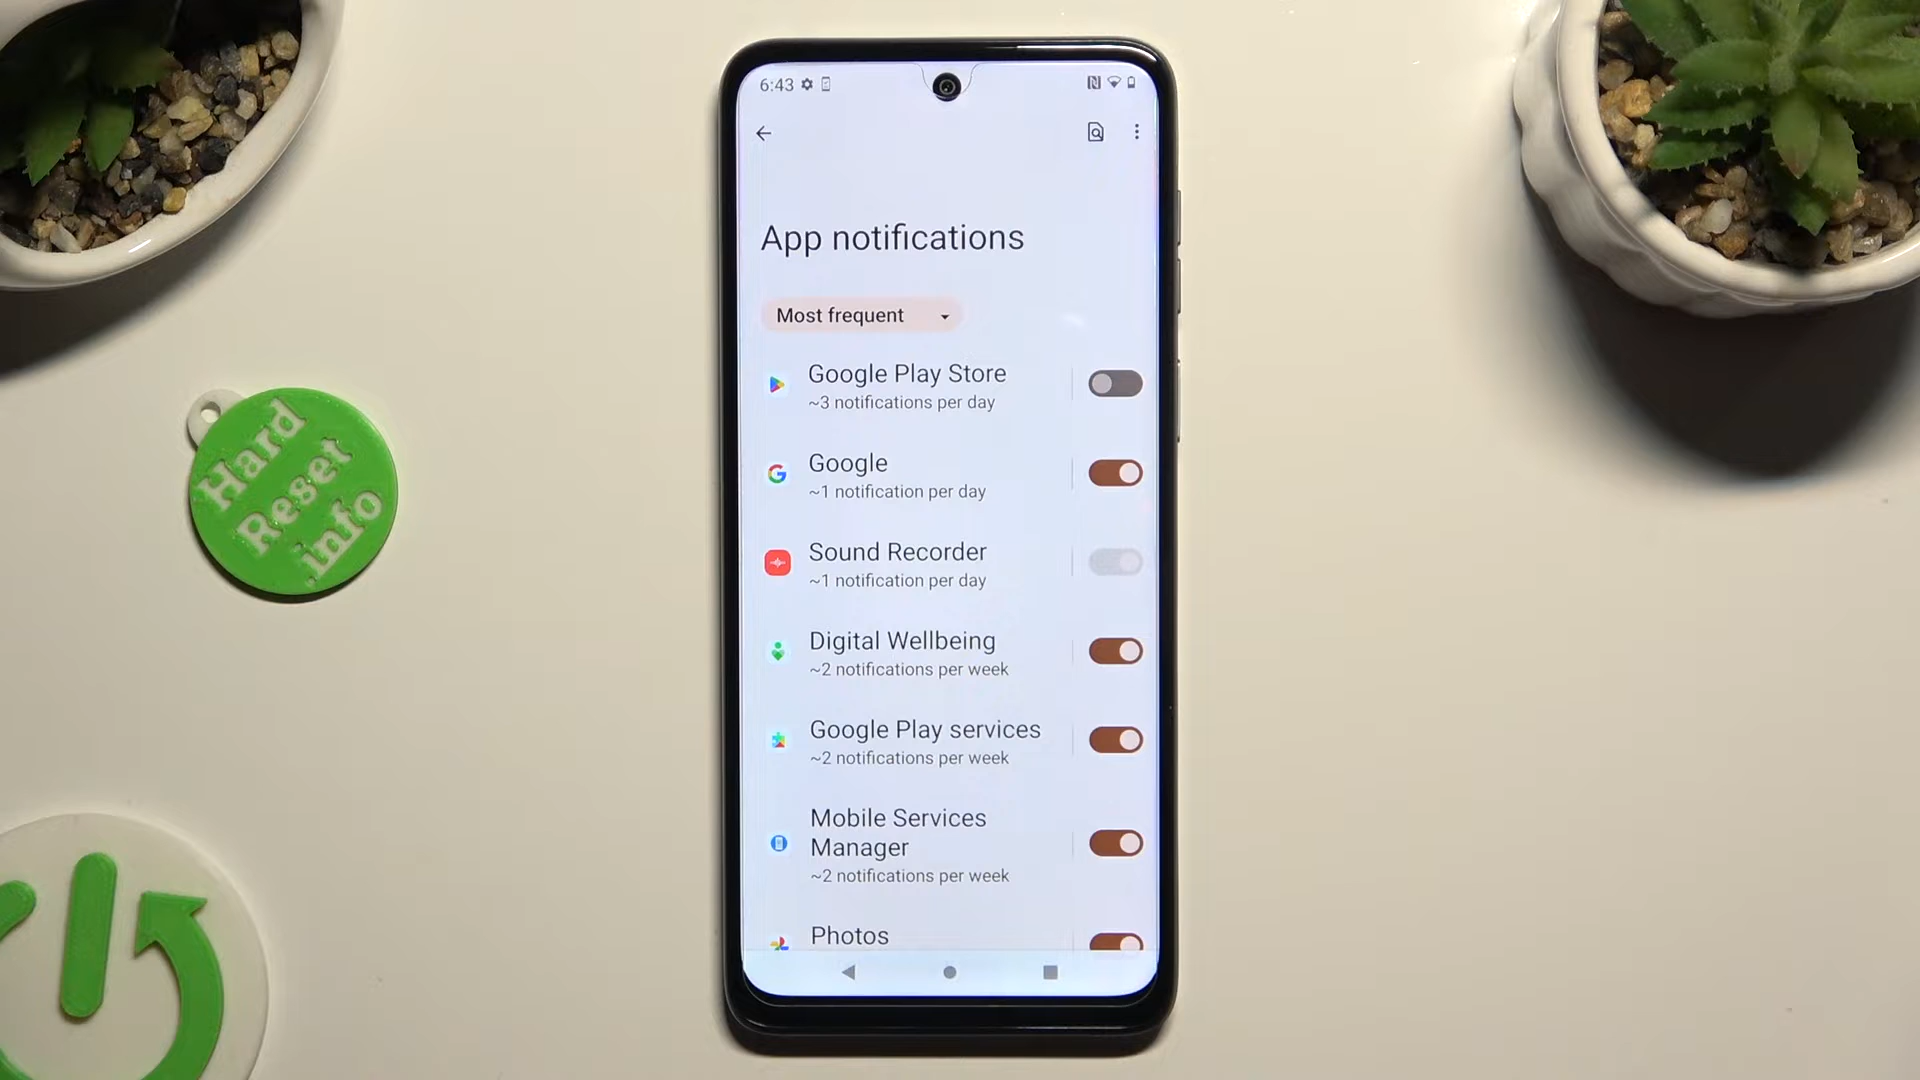 6:43
App notifications
Most frequent
Google Play Store
~3 notifications per day
Google
~1 notification per day
Sound Recorder
~1 notification per day
Digital Wellbeing
~2 notifications per week
Google Play services
~2 notifications per week
Mobile Services
Manager
~2 notifications per week
Photos
Hard
Reset
.info